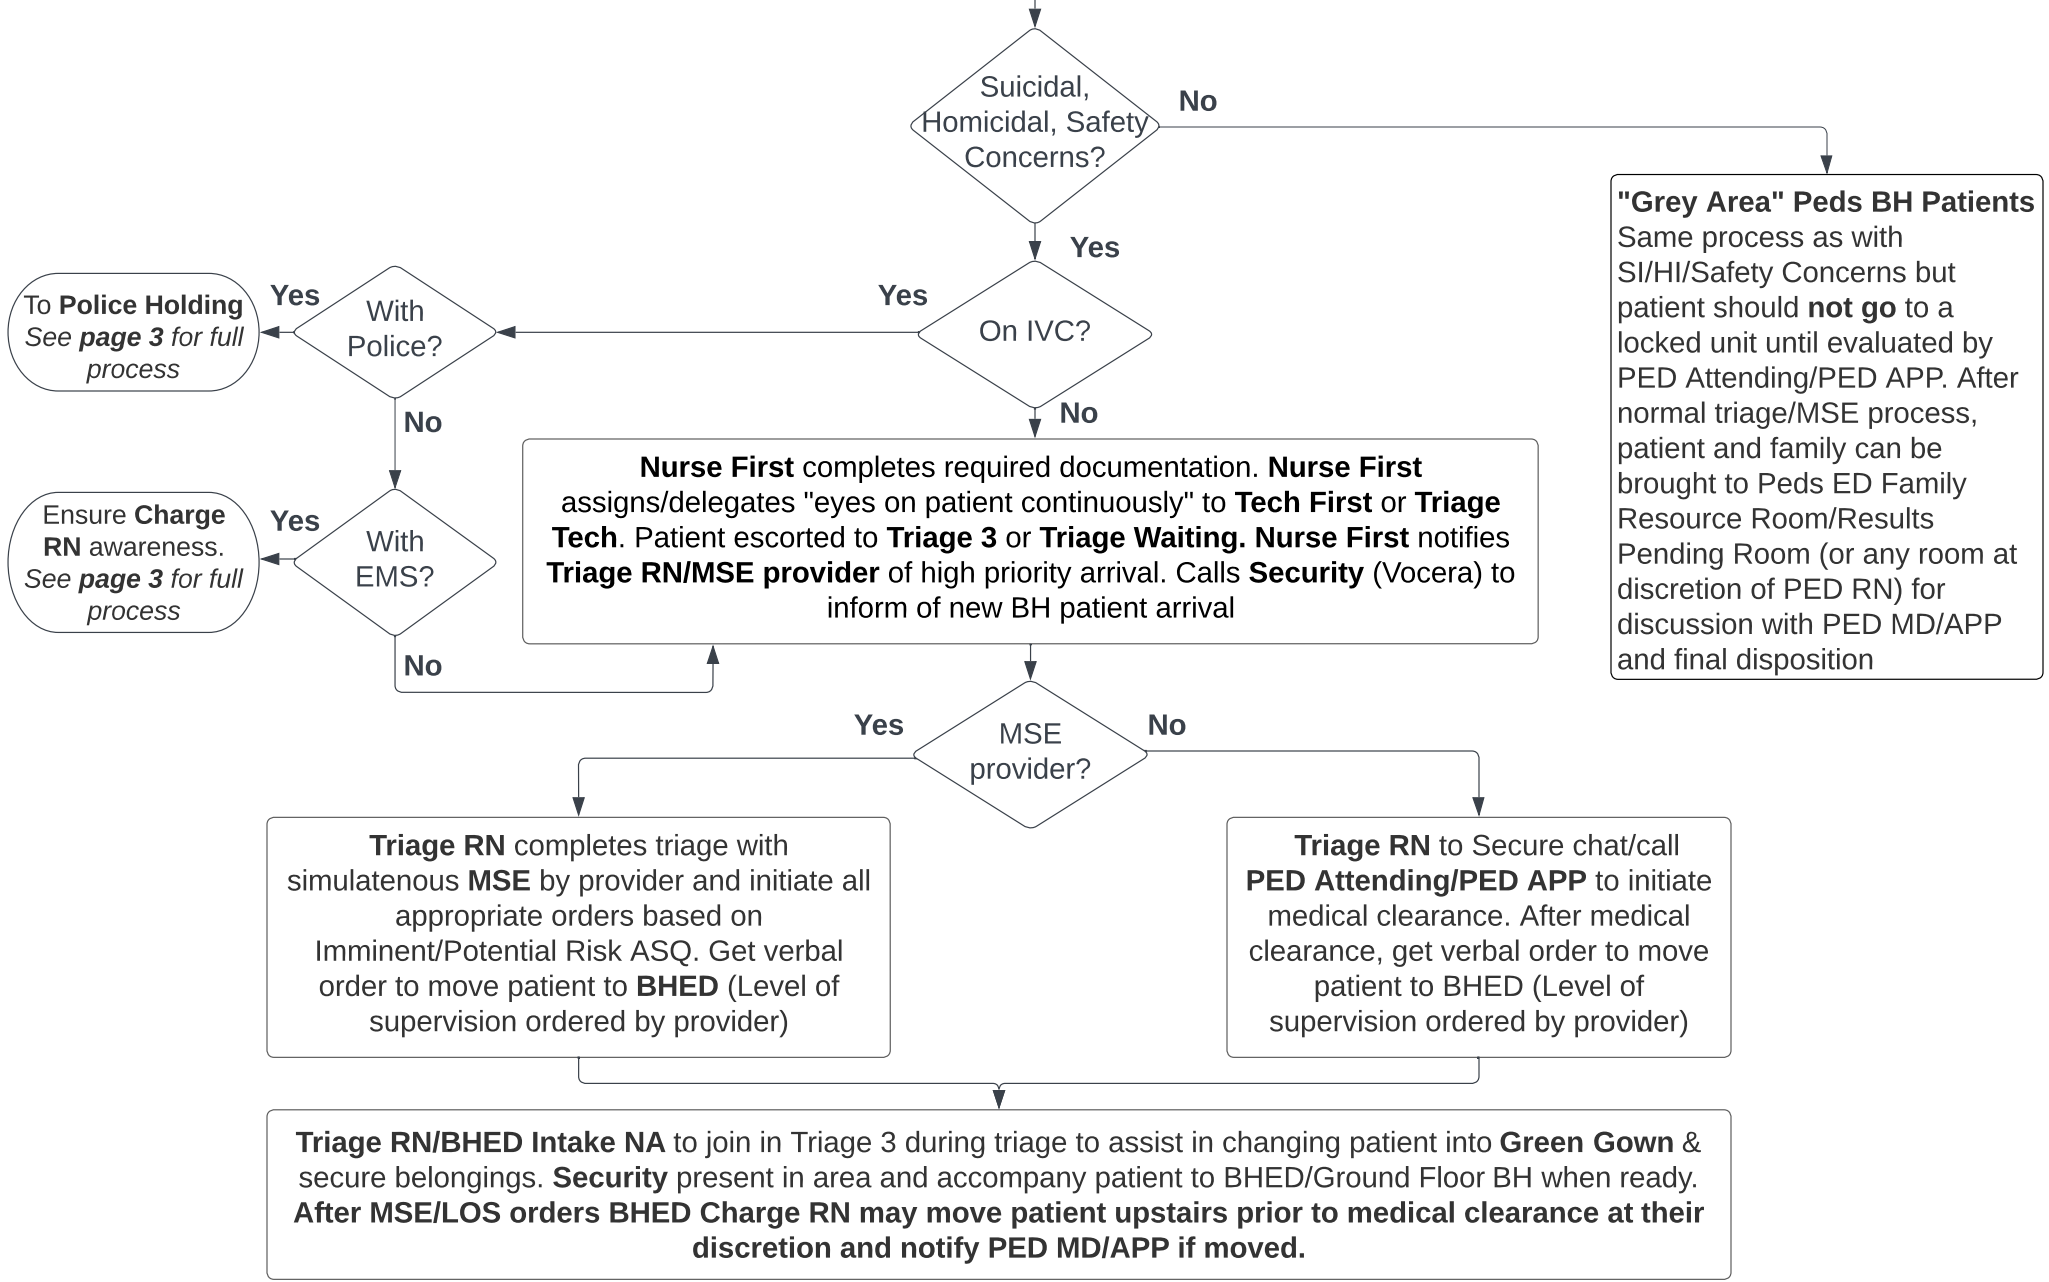 Suicidal,
Homicidal, Safety
Concerns?
No
Yes
"Grey Area" Peds BH Patients
Same process as with
SI/HI/Safety Concerns but
patient should not go to a
locked unit until evaluated by
PED Attending/PED APP. After
normal triage/MSE process,
patient and family can be
brought to Peds ED Family
Resource Room/Results
Pending Room (or any room at
discretion of PED RN) for
discussion with PED MD/APP
and final disposition
On IVC?
Yes
No
With
Police?
Yes
No
To Police Holding
See page 3 for full
process
With
EMS?
Yes
No
Ensure Charge
RN awareness.
See page 3 for full
process
Nurse First completes required documentation. Nurse First
assigns/delegates "eyes on patient continuously" to Tech First or Triage
Tech. Patient escorted to Triage 3 or Triage Waiting. Nurse First notifies
Triage RN/MSE provider of high priority arrival. Calls Security (Vocera) to
inform of new BH patient arrival
MSE
provider?
Yes
No
Triage RN completes triage with
simulatenous MSE by provider and initiate all
appropriate orders based on
Imminent/Potential Risk ASQ. Get verbal
order to move patient to BHED (Level of
supervision ordered by provider)
Triage RN to Secure chat/call
PED Attending/PED APP to initiate
medical clearance. After medical
clearance, get verbal order to move
patient to BHED (Level of
supervision ordered by provider)
Triage RN/BHED Intake NA to join in Triage 3 during triage to assist in changing patient into Green Gown &
secure belongings. Security present in area and accompany patient to BHED/Ground Floor BH when ready.
After MSE/LOS orders BHED Charge RN may move patient upstairs prior to medical clearance at their
discretion and notify PED MD/APP if moved.